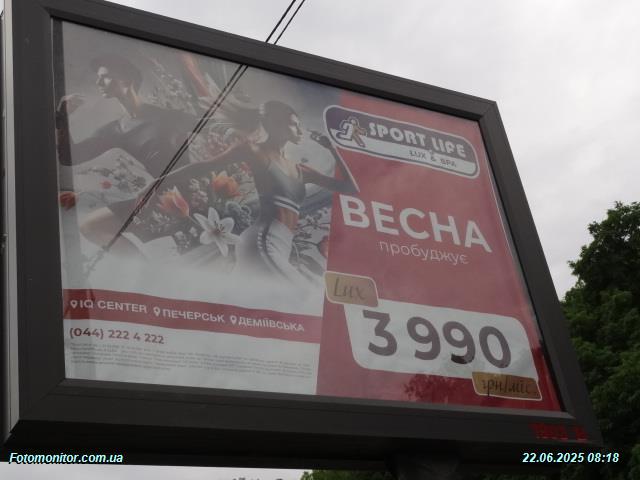 SPORT LIFE
LUX & SPA
ВЕСНА
пробуджує
Lux
3 990
грн/міс.
IQ CENTER ПЕЧЕРСЬК ДЕМІЇВСЬКА
(044) 222 4 222
Fotomonitor.com.ua
22.06.2025 08:18